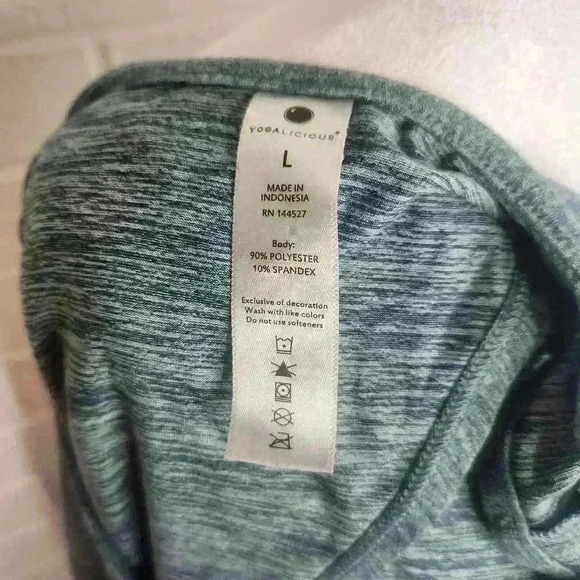 YOGALICIOUS®
L
MADE IN
INDONESIA
RN 144527
Body:
90% POLYESTER
10% SPANDEX
Exclusive of decoration
Wash with like colors
Do not use softeners